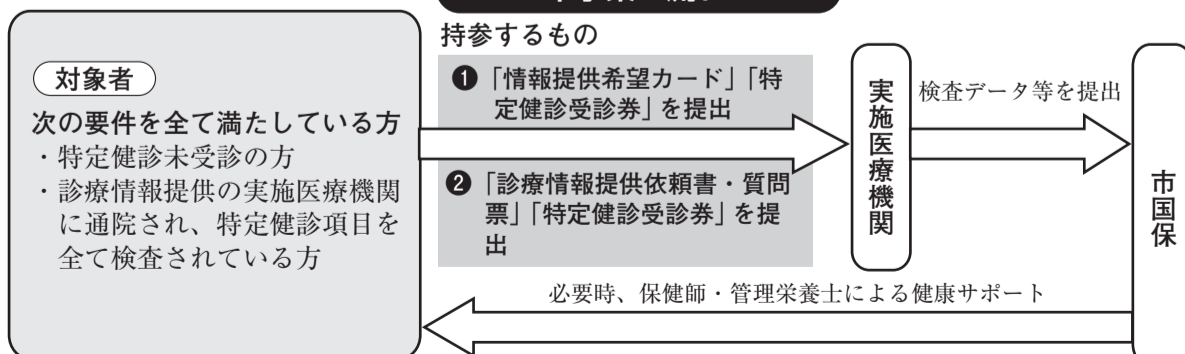 持参するもの
対象者
次の要件を全て満たしている方
・特定健診未受診の方
・診療情報提供の実施医療機関
に通院され、特定健診項目を
全て検査されている方
❶「情報提供希望カード」「特
定健診受診券」を提出
❷「診療情報提供依頼書・質問
票」「特定健診受診券」を提
出
実施医療機関
検査データ等を提出
市国保
必要時、保健師・管理栄養士による健康サポート